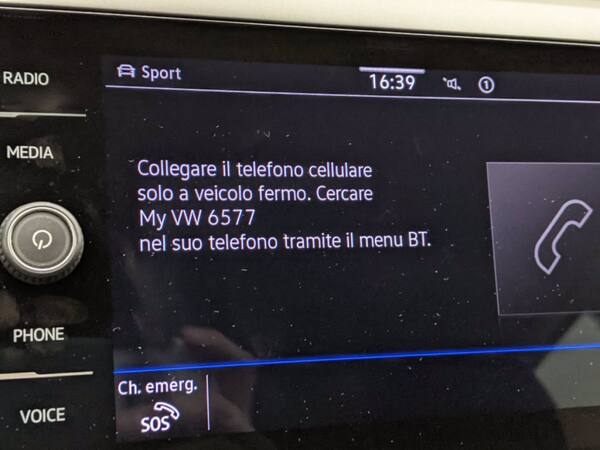 RADIO
MEDIA
PHONE
VOICE
Sport
16:39
1
Collegare il telefono cellulare
solo a veicolo fermo. Cercare
My VW 6577
nel suo telefono tramite il menu BT.
Ch. emerg.
SOS